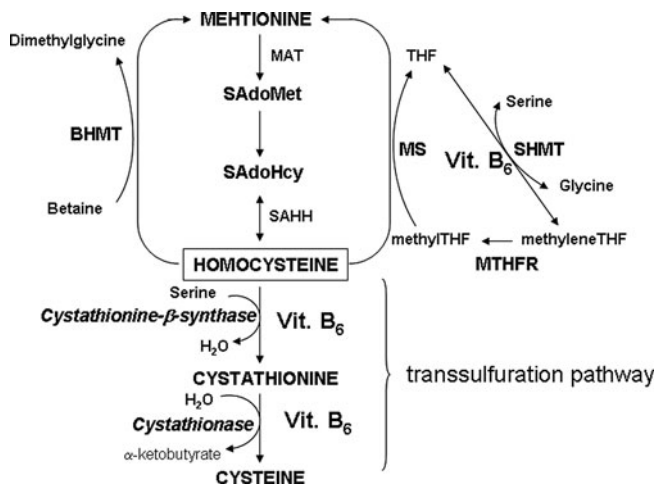 MEHTIONINE
Dimethylglycine
MAT
THF
SAdoMet
Serine
BHMT
MS
Vit. B₆
SHMT
SAdoHcy
Glycine
Betaine
SAHH
methylTHF
methyleneTHF
MTHFR
HOMOCYSTEINE
Serine
Cystathionine-β-synthase
Vit. B₆
H₂O
CYSTATHIONINE
transsulfuration pathway
H₂O
Cystathionase
Vit. B₆
α-ketobutyrate
CYSTEINE